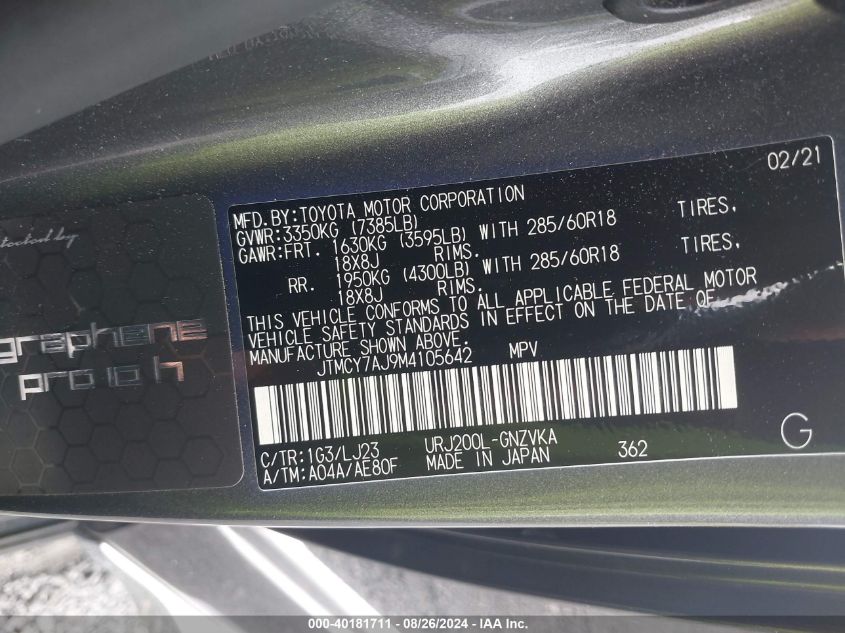 02/21
MFD.BY:TOYOTA MOTOR CORPORATION
GVWR:3350KG (7385LB)
GAWR:FRT. 1630KG (3595LB) WITH 285/60R18 TIRES,
18X8J RIMS.
RR. 1950KG (4300LB) WITH 285/60R18 TIRES,
18X8J RIMS.
THIS VEHICLE CONFORMS TO ALL APPLICABLE FEDERAL MOTOR
VEHICLE SAFETY STANDARDS IN EFFECT ON THE DATE OF
MANUFACTURE SHOWN ABOVE.
JTMCY7AJ9M4105642 MPV
C/TR:1G3/LJ23 URJ200L-GNZVKA
A/TM:A04A/AE80F MADE IN JAPAN 362
G
by
graphene
pro 10 h
000-40181711 - 08/26/2024 - IAA Inc.